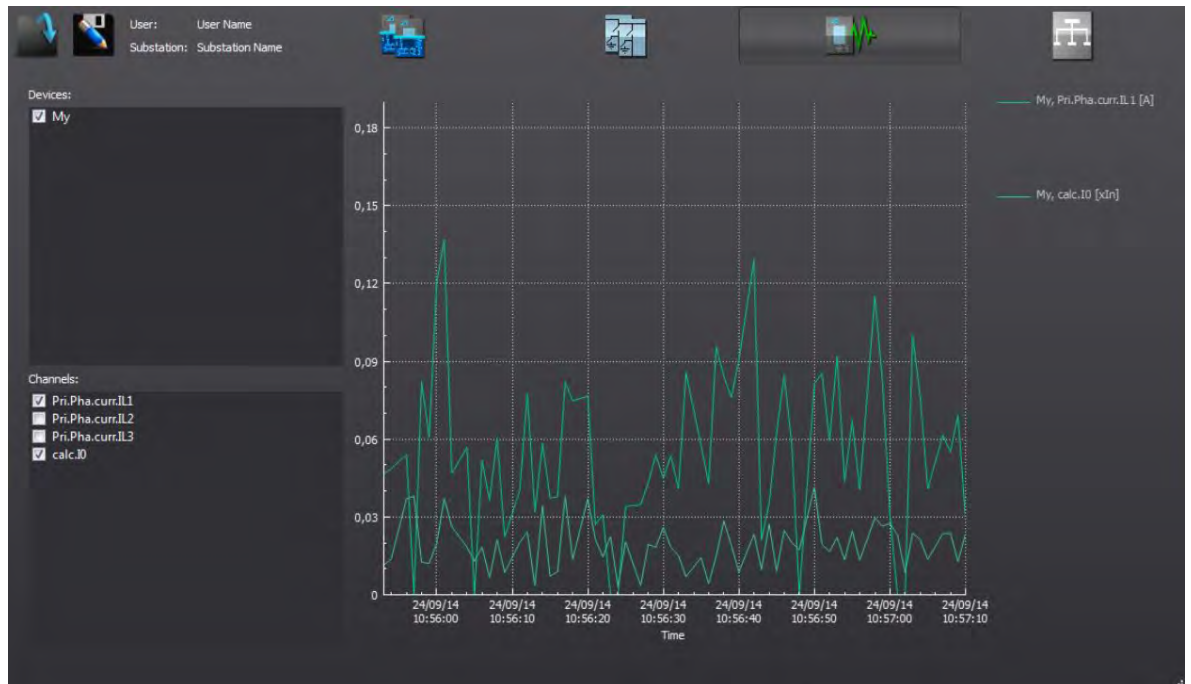 User: User Name
Substation: Substation Name
Devices:
My
Channels:
Pri.Pha.curr.IL1
Pri.Pha.curr.IL2
Pri.Pha.curr.IL3
calc.I0
0,18
0,15
0,12
0,09
0,06
0,03
0
24/09/14 24/09/14 24/09/14 24/09/14 24/09/14 24/09/14 24/09/14 24/09/14
10:56:00 10:56:10 10:56:20 10:56:30 10:56:40 10:56:50 10:57:00 10:57:10
Time
My, Pri.Pha.curr.IL1 [A]
My, calc.I0 [xIn]